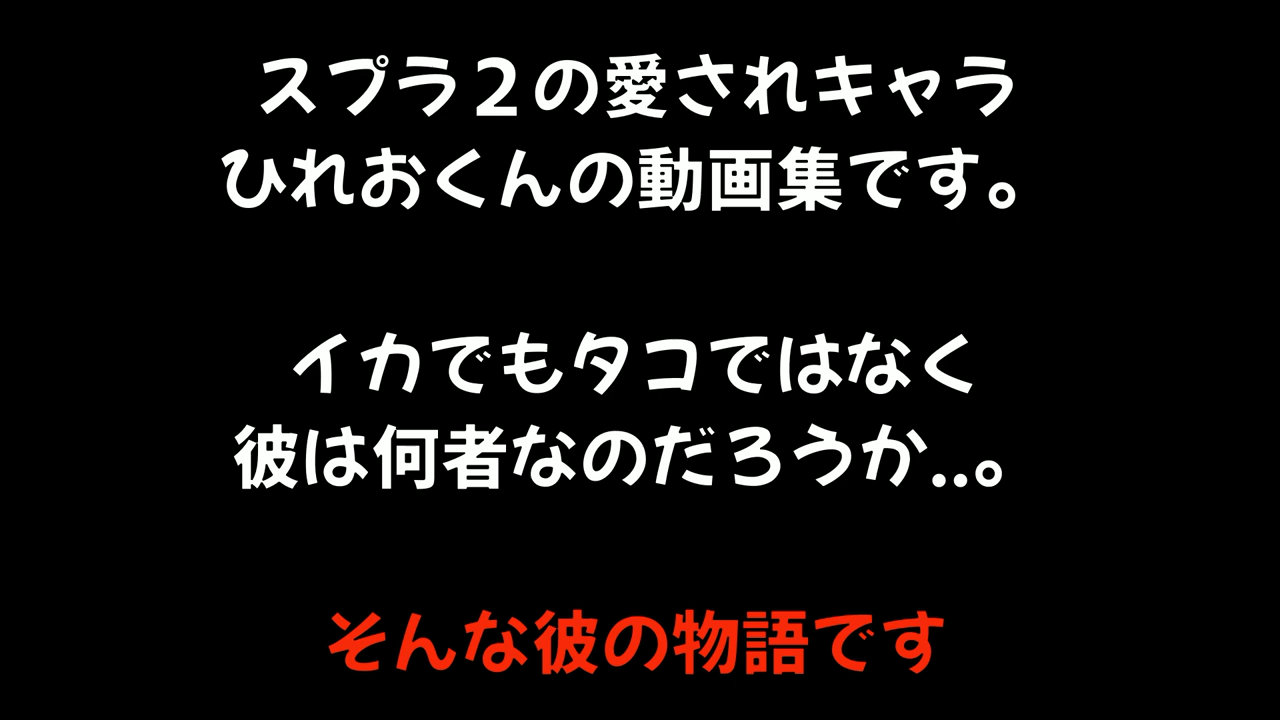 スプラ２の愛されキャラ
ひれおくんの動画集です。
イカでもタコではなく
彼は何者なのだろうか..。
そんな彼の物語です